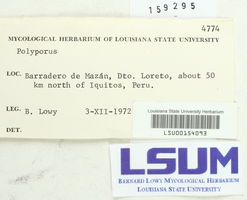 159295
4774
MYCOLOGICAL HERBARIUM OF LOUISIANA STATE UNIVERSITY
Polyporus
LOC. Barradero de Mazán, Dto. Loreto, about 50
km north of Iquitos, Peru.
LEG. B. Lowy 3-XII-1972
DET.
Louisiana State University Herbarium
LSU00154093
LSUM
BERNARD LOWY MYCOLOGICAL HERBARIUM
LOUISIANA STATE UNIVERSITY